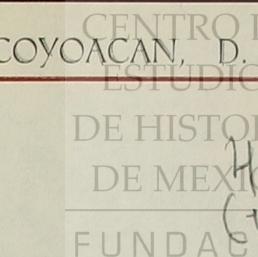 CENTRO
COYOACAN, D.
ESTUDIO
DE HISTO
DE MEXI
FUNDAC